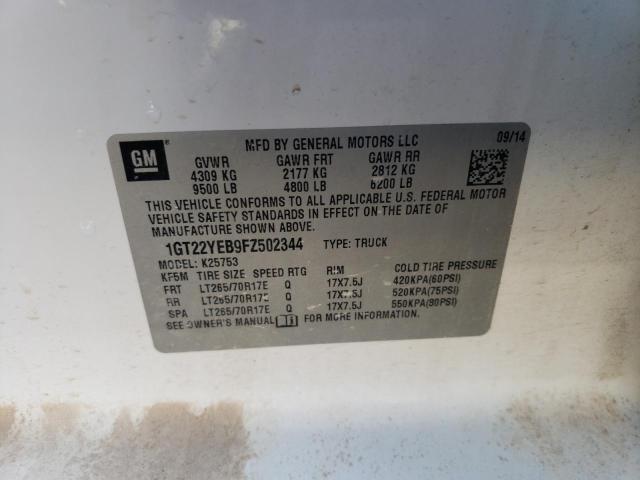 GM
MFD BY GENERAL MOTORS LLC
09/14
GVWR GAWR FRT GAWR RR
4309 KG 2177 KG 2812 KG
9500 LB 4800 LB 6200 LB
THIS VEHICLE CONFORMS TO ALL APPLICABLE U.S. FEDERAL MOTOR
VEHICLE SAFETY STANDARDS IN EFFECT ON THE DATE OF
MANUFACTURE SHOWN ABOVE.
1GT22YEB9FZ502344 TYPE: TRUCK
MODEL: K25753
KF5M TIRE SIZE SPEED RTG RIM COLD TIRE PRESSURE
FRT LT265/70R17E Q 17X7.5J 420KPA(60PSI)
RR LT265/70R17E Q 17X7.5J 520KPA(75PSI)
SPA LT265/70R17E Q 17X7.5J 550KPA(80PSI)
SEE OWNER'S MANUAL FOR MORE INFORMATION.